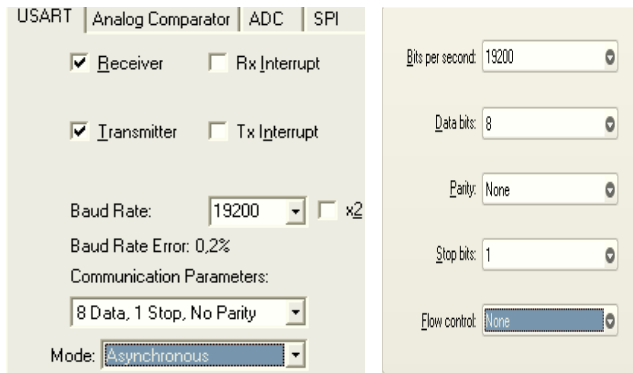 USART Analog Comparator ADC SPI
Receiver Rx Interrupt
Transmitter Tx Interrupt
Baud Rate: 19200 x2
Baud Rate Error: 0,2%
Communication Parameters:
8 Data, 1 Stop, No Parity
Mode: Asynchronous
Bits per second: 19200
Data bits: 8
Parity: None
Stop bits: 1
Flow control: None